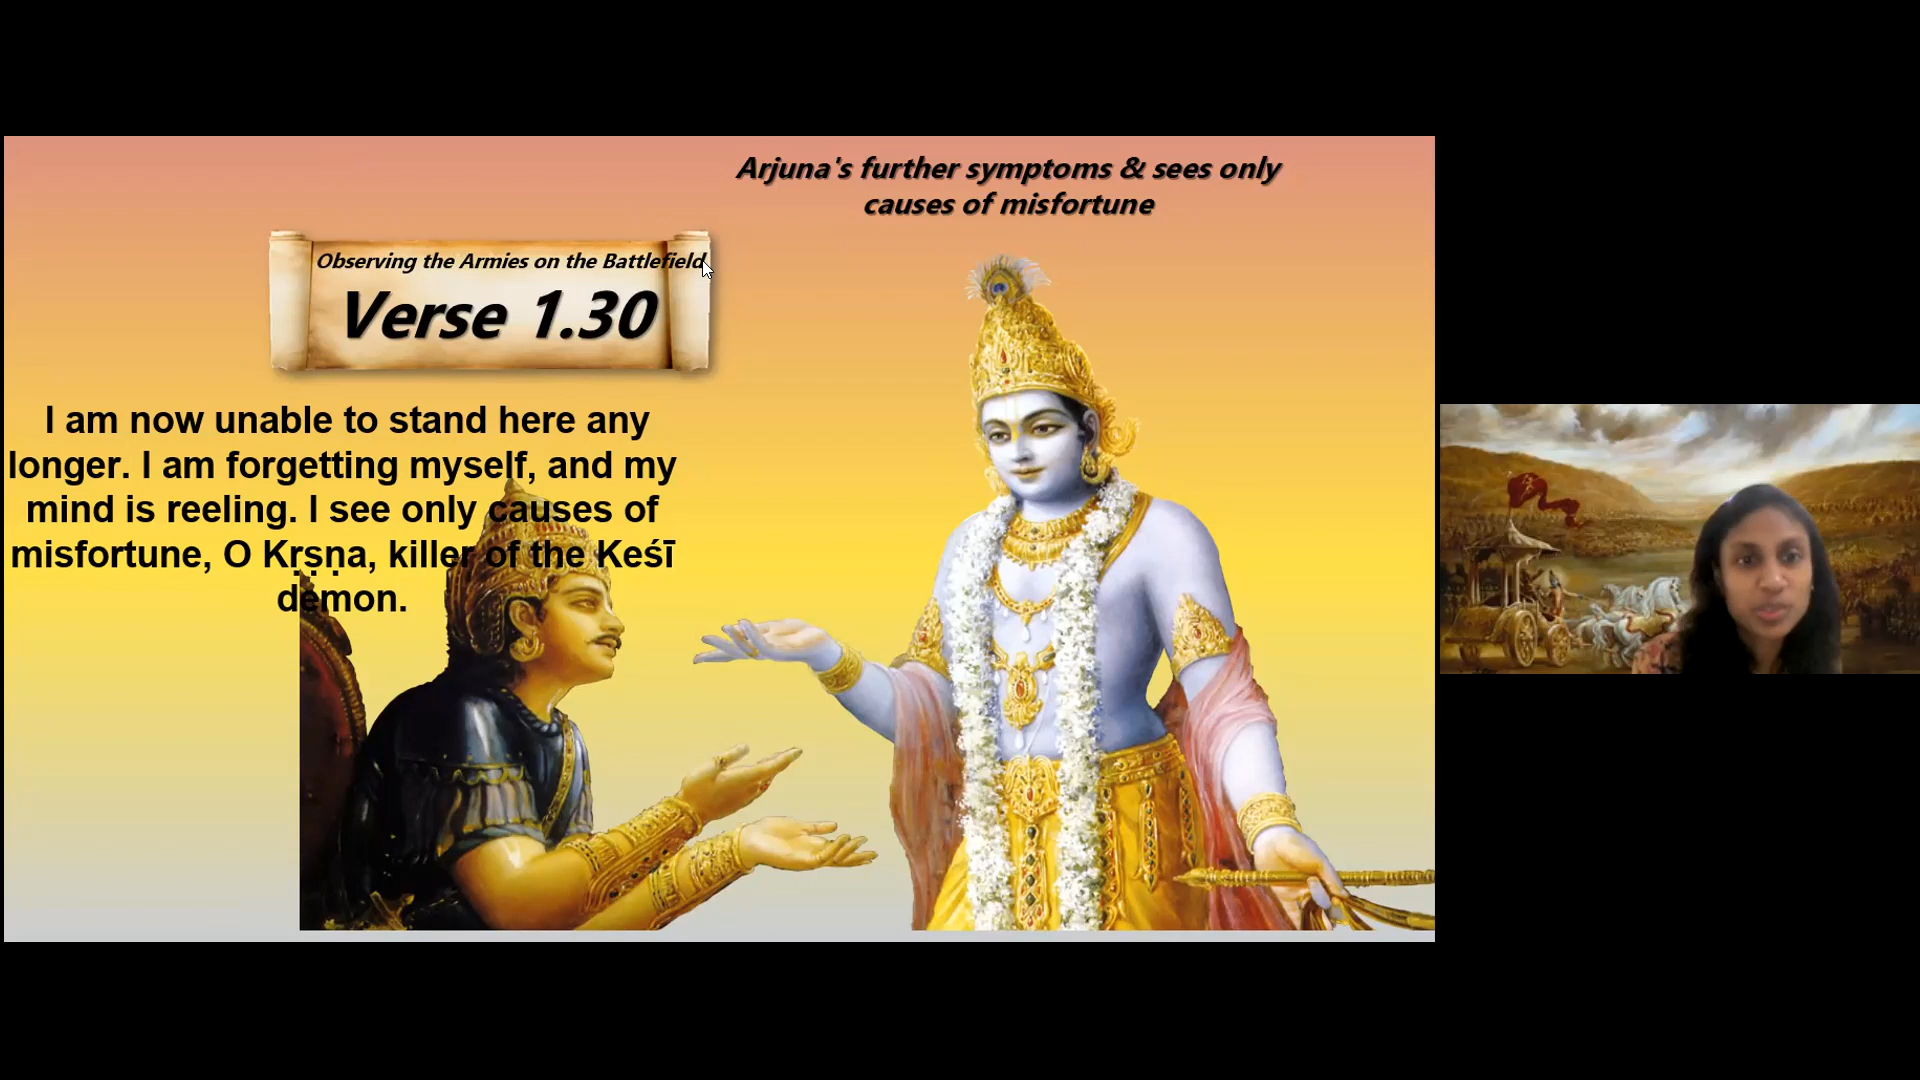 Arjuna's further symptoms & sees only
causes of misfortune
Observing the Armies on the Battlefield
Verse 1.30
I am now unable to stand here any
longer. I am forgetting myself, and my
mind is reeling. I see only causes of
misfortune, O Kṛṣṇa, killer of the Keśī
demon.